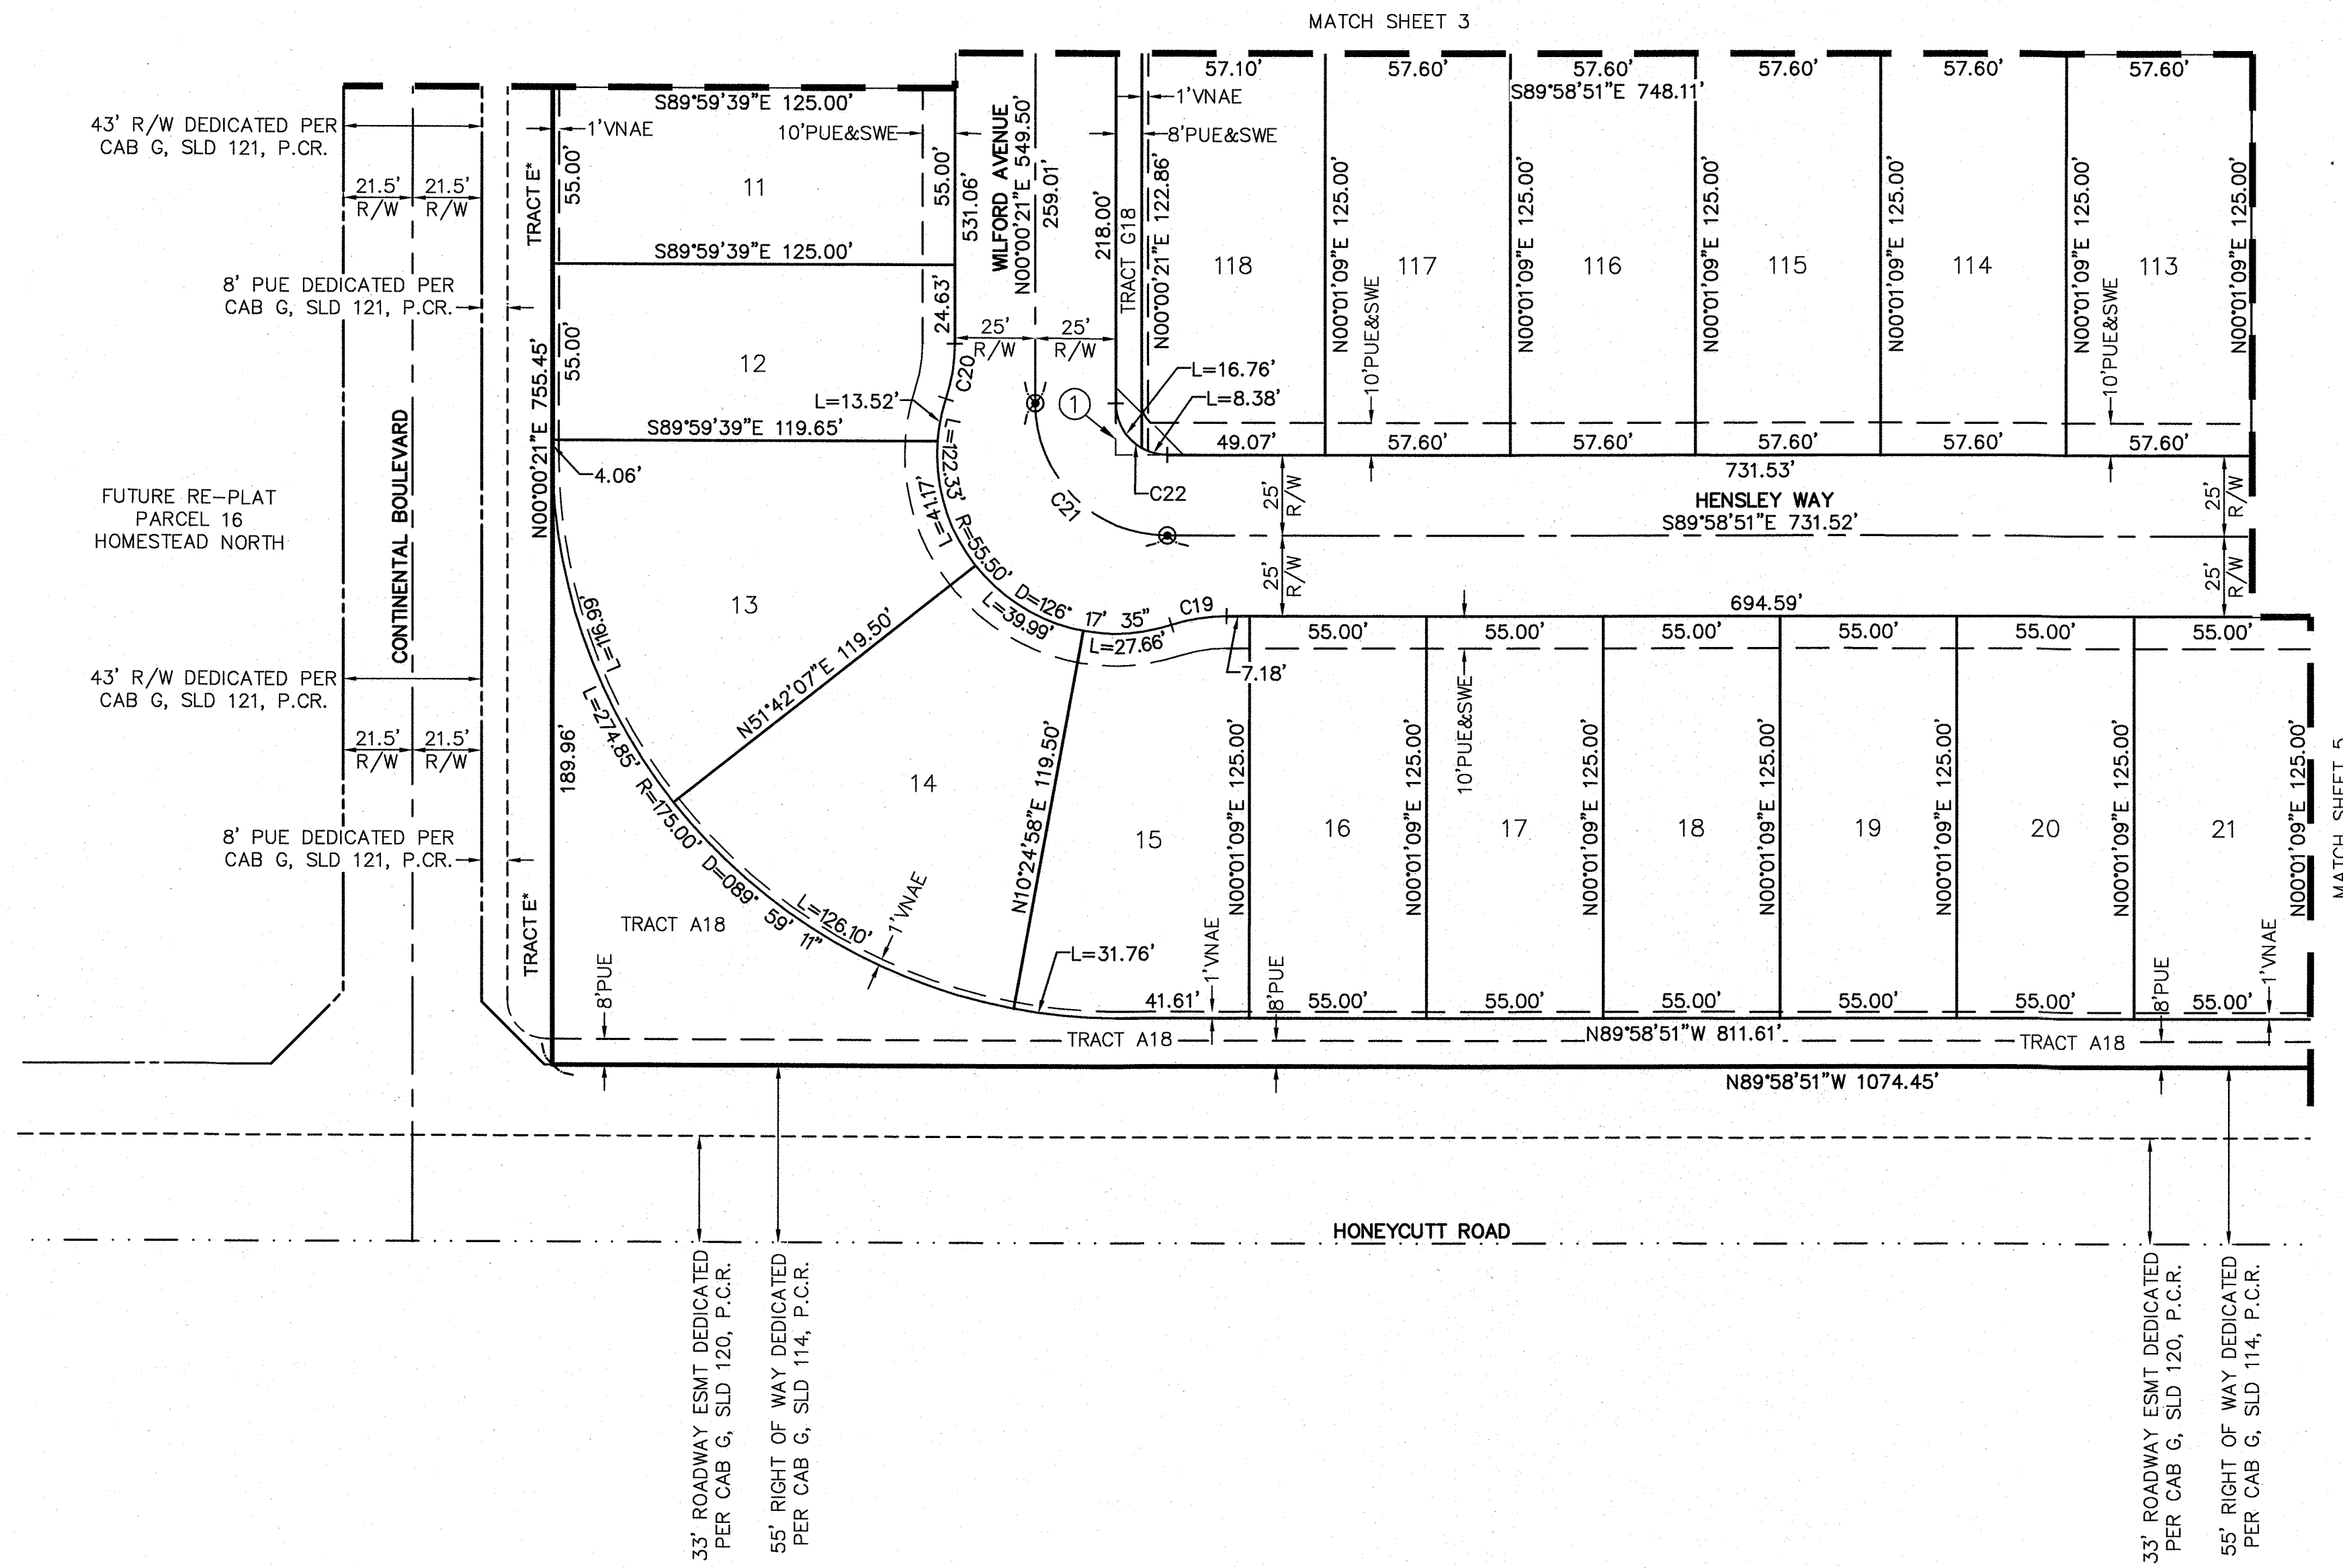 MATCH SHEET 3
43' R/W DEDICATED PER
CAB G, SLD 121, P.CR.
21.5'
R/W
21.5'
R/W
8' PUE DEDICATED PER
CAB G, SLD 121, P.CR.
FUTURE RE-PLAT
PARCEL 16
HOMESTEAD NORTH
CONTINENTAL BOULEVARD
43' R/W DEDICATED PER
CAB G, SLD 121, P.CR.
21.5'
R/W
21.5'
R/W
8' PUE DEDICATED PER
CAB G, SLD 121, P.CR.
TRACT E*
TRACT E*
N00°00'21"E 755.45'
S89°59'39"E 125.00'
1'VNAE
10'PUE&SWE
55.00'
11
55.00'
531.06'
S89°59'39"E 125.00'
55.00'
12
24.63'
C20
L=13.52'
S89°59'39"E 119.65'
4.06'
WILFORD AVENUE
N00°00'21"E 549.50'
259.01'
25'
R/W
25'
R/W
218.00'
TRACT G18
1'VNAE
8'PUE&SWE
N00°00'21"E 122.86'
1
L=16.76'
L=8.38'
C21
C22
57.10'
57.60'
57.60'
57.60'
57.60'
57.60'
S89°58'51"E 748.11'
118
117
116
115
114
113
N00°01'09"E 125.00'
N00°01'09"E 125.00'
N00°01'09"E 125.00'
N00°01'09"E 125.00'
N00°01'09"E 125.00'
N00°01'09"E 125.00'
10'PUE&SWE
10'PUE&SWE
49.07'
57.60'
57.60'
57.60'
57.60'
57.60'
731.53'
HENSLEY WAY
S89°58'51"E 731.52'
25'
R/W
25'
R/W
25'
R/W
25'
R/W
694.59'
L=122.33' R=55.50' D=126° 17' 35"
L=41.17'
L=39.99'
L=27.66'
C19
7.18'
13
L=116.99'
N51°42'07"E 119.50'
189.96'
L=274.85' R=175.00' D=089° 59' 11"
14
L=126.10'
1'VNAE
N10°24'58"E 119.50'
TRACT A18
8'PUE
15
L=31.76'
41.61'
1'VNAE
8'PUE
55.00'
55.00'
55.00'
55.00'
55.00'
55.00'
10'PUE&SWE
16
17
18
19
20
21
N00°01'09"E 125.00'
N00°01'09"E 125.00'
N00°01'09"E 125.00'
N00°01'09"E 125.00'
N00°01'09"E 125.00'
N00°01'09"E 125.00'
N00°01'09"E 125.00'
55.00'
55.00'
55.00'
55.00'
55.00'
55.00'
8'PUE
1'VNAE
MATCH SHEET 5
TRACT A18
N89°58'51"W 811.61'
TRACT A18
N89°58'51"W 1074.45'
HONEYCUTT ROAD
33' ROADWAY ESMT DEDICATED
PER CAB G, SLD 120, P.C.R.
55' RIGHT OF WAY DEDICATED
PER CAB G, SLD 114, P.C.R.
33' ROADWAY ESMT DEDICATED
PER CAB G, SLD 120, P.C.R.
55' RIGHT OF WAY DEDICATED
PER CAB G, SLD 114, P.C.R.